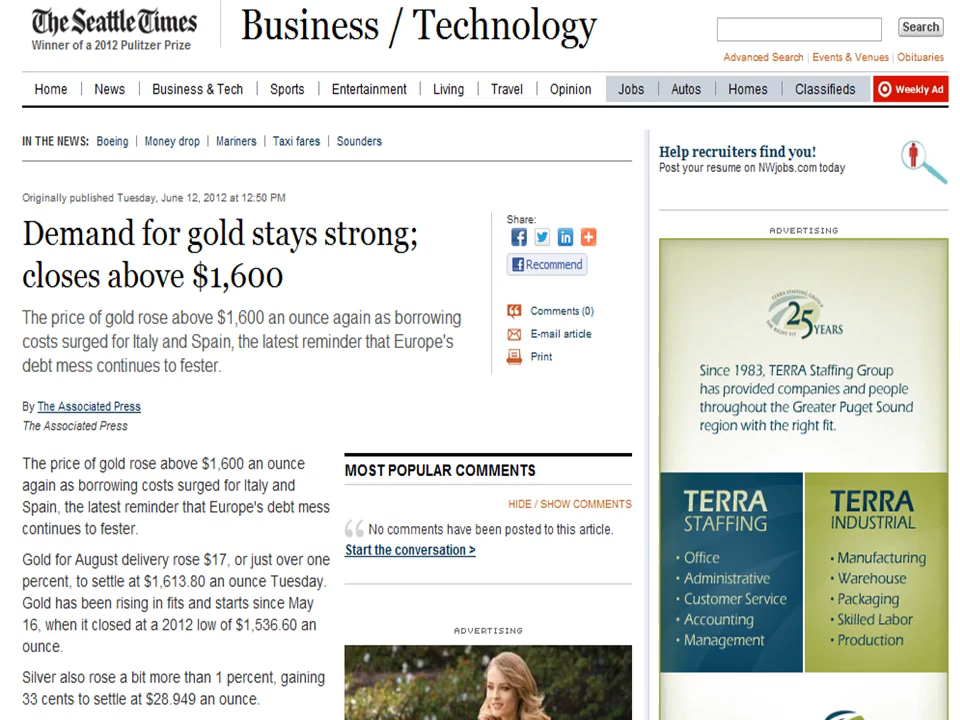 The Seattle Times
Winner of a 2012 Pulitzer Prize
Business / Technology
Search
Advanced Search | Events & Venues | Obituaries
Home | News | Business & Tech | Sports | Entertainment | Living | Travel | Opinion | Jobs | Autos | Homes | Classifieds | Weekly Ad
IN THE NEWS: Boeing | Money drop | Mariners | Taxi fares | Sounders
Originally published Tuesday, June 12, 2012 at 12:50 PM
Demand for gold stays strong;
closes above $1,600
The price of gold rose above $1,600 an ounce again as borrowing
costs surged for Italy and Spain, the latest reminder that Europe's
debt mess continues to fester.
Share:
Recommend
Comments (0)
E-mail article
Print
By The Associated Press
The Associated Press
The price of gold rose above $1,600 an ounce
again as borrowing costs surged for Italy and
Spain, the latest reminder that Europe's debt mess
continues to fester.
Gold for August delivery rose $17, or just over one
percent, to settle at $1,613.80 an ounce Tuesday.
Gold has been rising in fits and starts since May
16, when it closed at a 2012 low of $1,536.60 an
ounce.
Silver also rose a bit more than 1 percent, gaining
33 cents to settle at $28.949 an ounce.
MOST POPULAR COMMENTS
HIDE / SHOW COMMENTS
No comments have been posted to this article.
Start the conversation >
ADVERTISING
Help recruiters find you!
Post your resume on NWjobs.com today
ADVERTISING
TERRA STAFFING GROUP
25 YEARS
THE RIGHT FIT
Since 1983, TERRA Staffing Group
has provided companies and people
throughout the Greater Puget Sound
region with the right fit.
TERRA
STAFFING
• Office
• Administrative
• Customer Service
• Accounting
• Management
TERRA
INDUSTRIAL
• Manufacturing
• Warehouse
• Packaging
• Skilled Labor
• Production